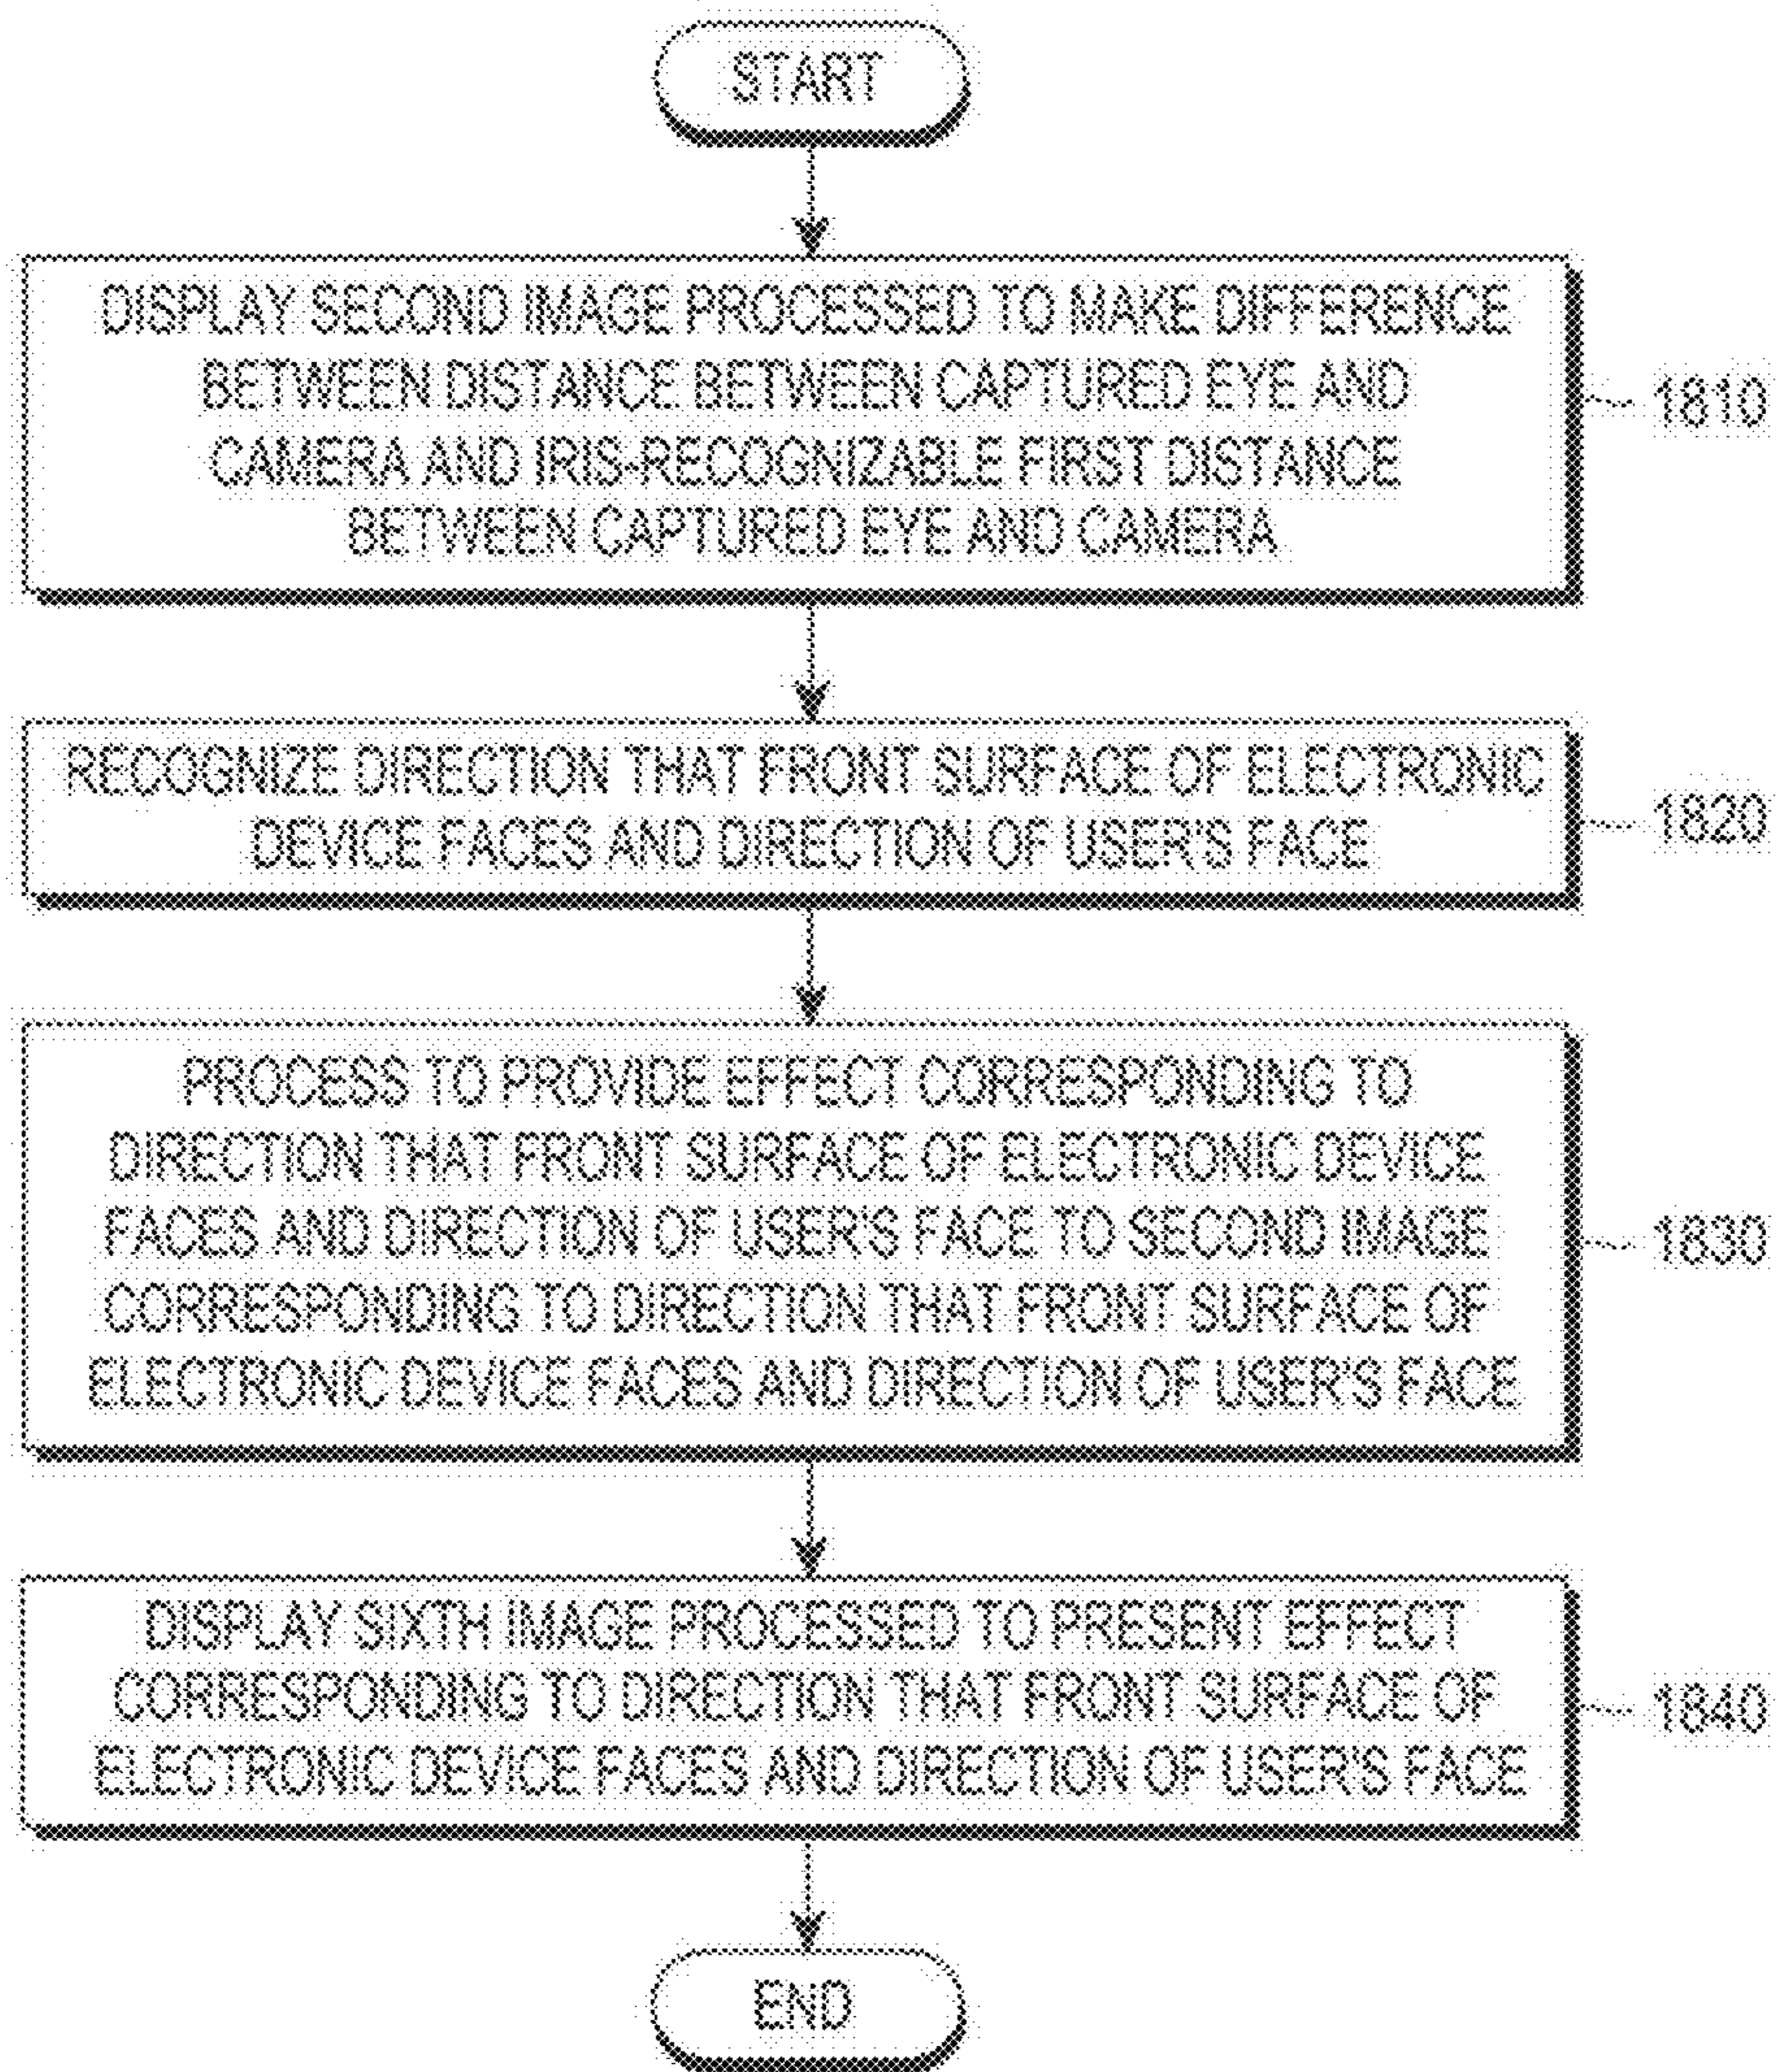 START
DISPLAY SECOND IMAGE PROCESSED TO MAKE DIFFERENCE
BETWEEN DISTANCE BETWEEN CAPTURED EYE AND
CAMERA AND IRIS-RECOGNIZABLE FIRST DISTANCE
BETWEEN CAPTURED EYE AND CAMERA
1810
RECOGNIZE DIRECTION THAT FRONT SURFACE OF ELECTRONIC
DEVICE FACES AND DIRECTION OF USER'S FACE
1820
PROCESS TO PROVIDE EFFECT CORRESPONDING TO
DIRECTION THAT FRONT SURFACE OF ELECTRONIC DEVICE
FACES AND DIRECTION OF USER'S FACE TO SECOND IMAGE
CORRESPONDING TO DIRECTION THAT FRONT SURFACE OF
ELECTRONIC DEVICE FACES AND DIRECTION OF USER'S FACE
1830
DISPLAY SIXTH IMAGE PROCESSED TO PRESENT EFFECT
CORRESPONDING TO DIRECTION THAT FRONT SURFACE OF
ELECTRONIC DEVICE FACES AND DIRECTION OF USER'S FACE
1840
END